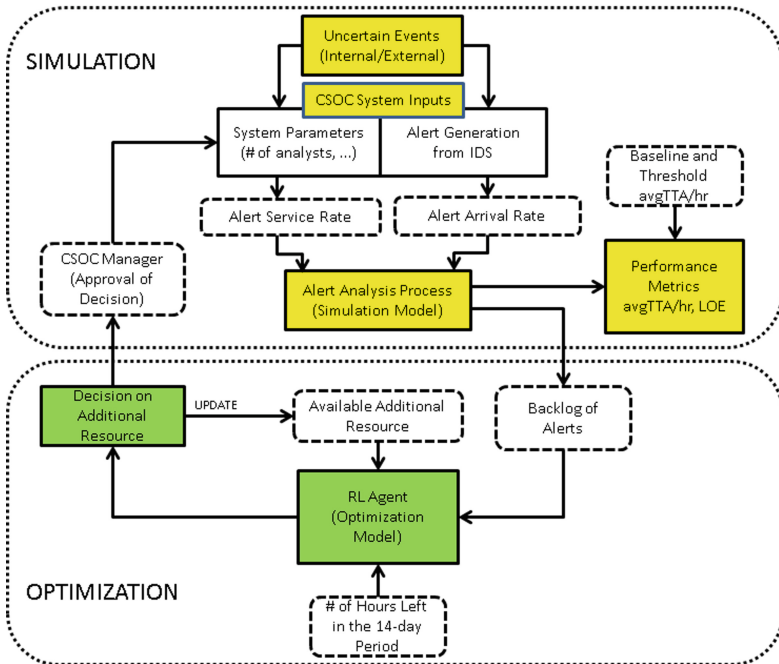 SIMULATION
Uncertain Events
(Internal/External)
CSOC System Inputs
System Parameters
(# of analysts, ...)
Alert Generation
from IDS
Baseline and
Threshold
avgTTA/hr
Alert Service Rate
Alert Arrival Rate
CSOC Manager
(Approval of
Decision)
Alert Analysis Process
(Simulation Model)
Performance
Metrics
avgTTA/hr, LOE
Decision on
Additional
Resource
UPDATE
Available Additional
Resource
Backlog of
Alerts
RL Agent
(Optimization
Model)
OPTIMIZATION
# of Hours Left
in the 14-day
Period